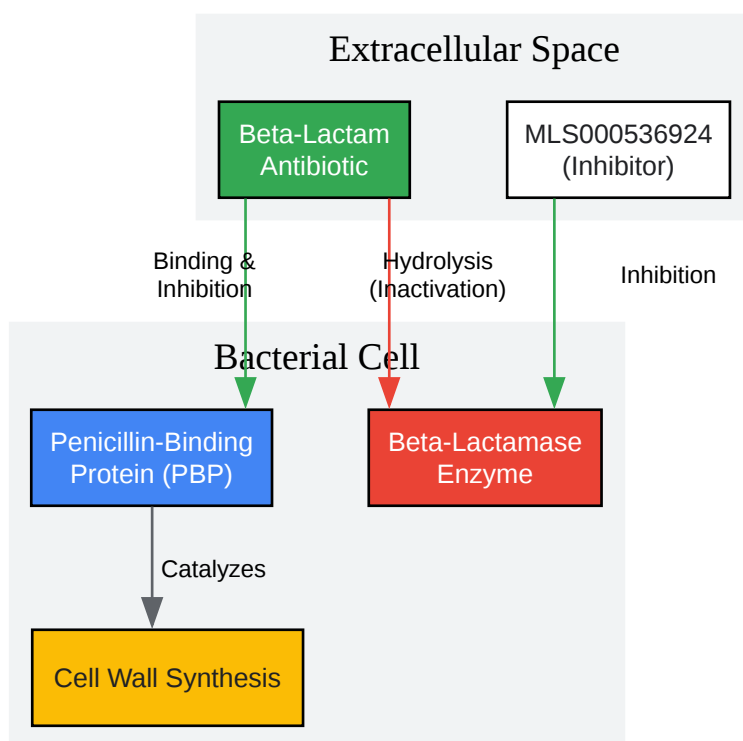 Extracellular Space
Beta-Lactam
Antibiotic
MLS000536924
(Inhibitor)
Binding &
Inhibition
Hydrolysis
(Inactivation)
Inhibition
Bacterial Cell
Penicillin-Binding
Protein (PBP)
Beta-Lactamase
Enzyme
Catalyzes
Cell Wall Synthesis